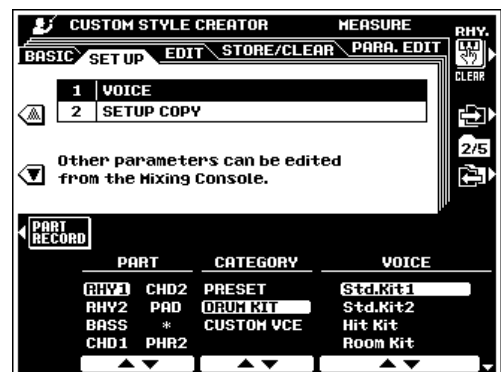 CUSTOM STYLE CREATOR MEASURE
RHY.
BASIC SET UP EDIT STORE/CLEAR PARA. EDIT
CLEAR
1 VOICE
2 SETUP COPY
2/5
Other parameters can be edited
from the Mixing Console.
PART
RECORD
PART CATEGORY VOICE
RHY1 CHD2 PRESET Std.Kit1
RHY2 PAD DRUM KIT Std.Kit2
BASS * CUSTOM VCE Hit Kit
CHD1 PHR2 Room Kit